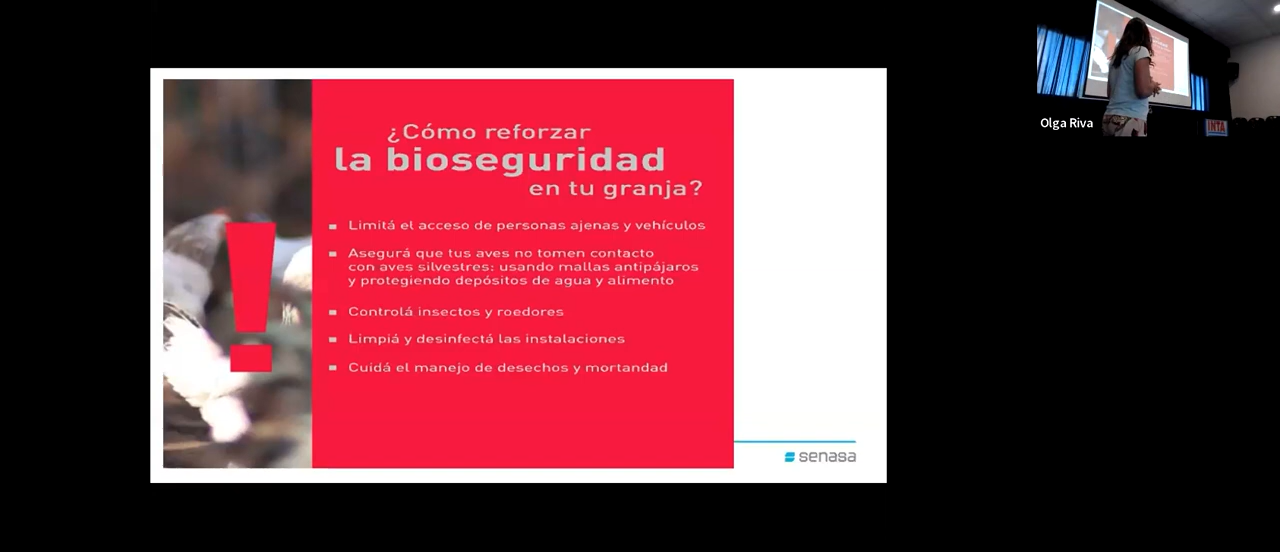 ¿Cómo reforzar
la bioseguridad
en tu granja?
Limitá el acceso de personas ajenas y vehículos
Asegurá que tus aves no tomen contacto
con aves silvestres: usando mallas antipájaros
y protegiendo depósitos de agua y alimento
Controlá insectos y roedores
Limpiá y desinfectá las instalaciones
Cuidá el manejo de desechos y mortandad
senasa
Olga Riva
INTA